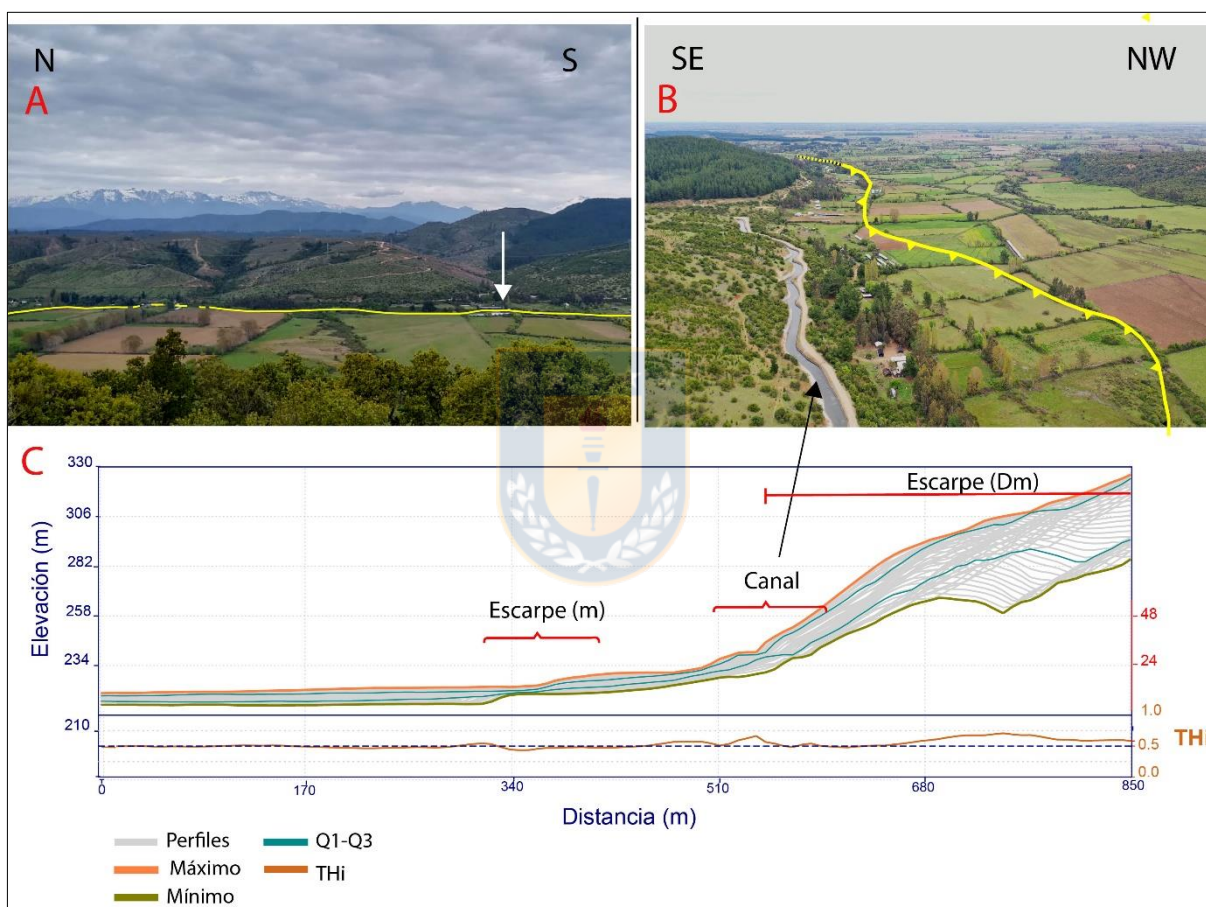 N
S
A
SE
NW
B
C
330
306
282
258
234
210
Elevación (m)
Escarpe (m)
Canal
Escarpe (Dm)
48
24
1.0
0.5
0.0
THi
0
170
340
510
680
850
Distancia (m)
Perfiles
Q1-Q3
Máximo
THi
Mínimo